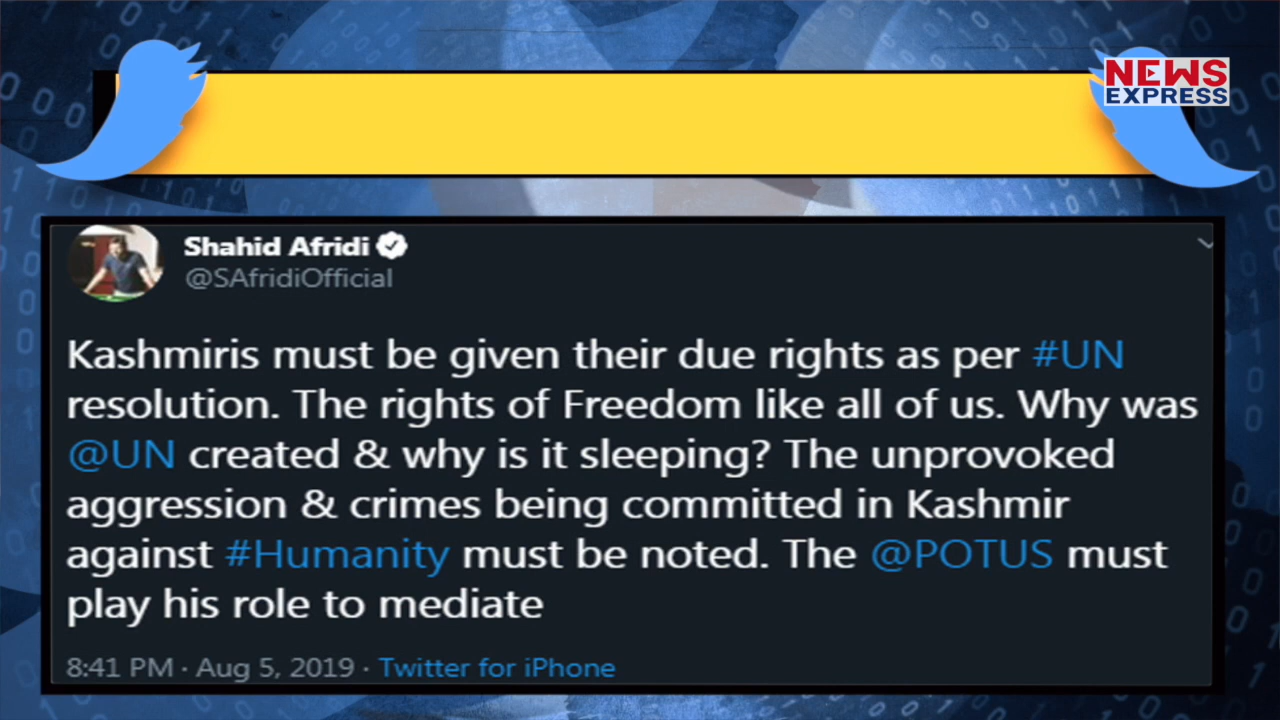 NEWS
EXPRESS
Shahid Afridi
@SAfridiOfficial
Kashmiris must be given their due rights as per #UN
resolution. The rights of Freedom like all of us. Why was
@UN created & why is it sleeping? The unprovoked
aggression & crimes being committed in Kashmir
against #Humanity must be noted. The @POTUS must
play his role to mediate
8:41 PM · Aug 5, 2019 · Twitter for iPhone